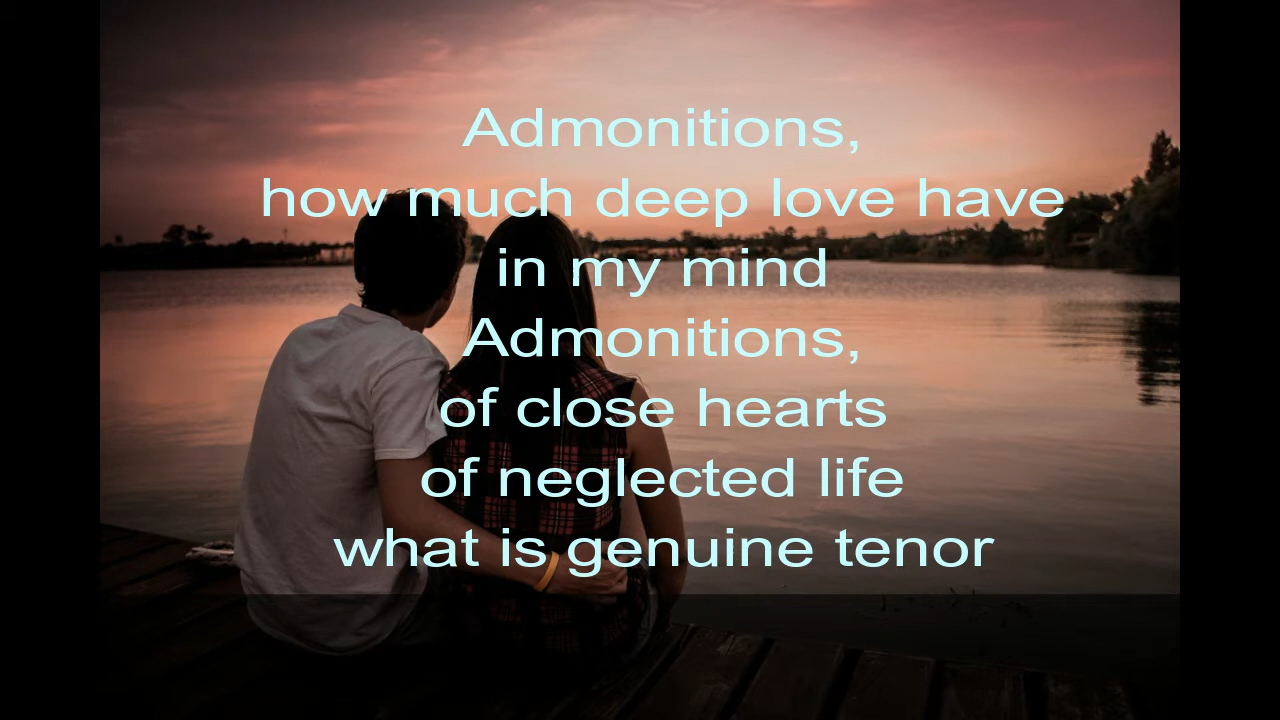 Admonitions,
how much deep love have
in my mind
Admonitions,
of close hearts
of neglected life
what is genuine tenor